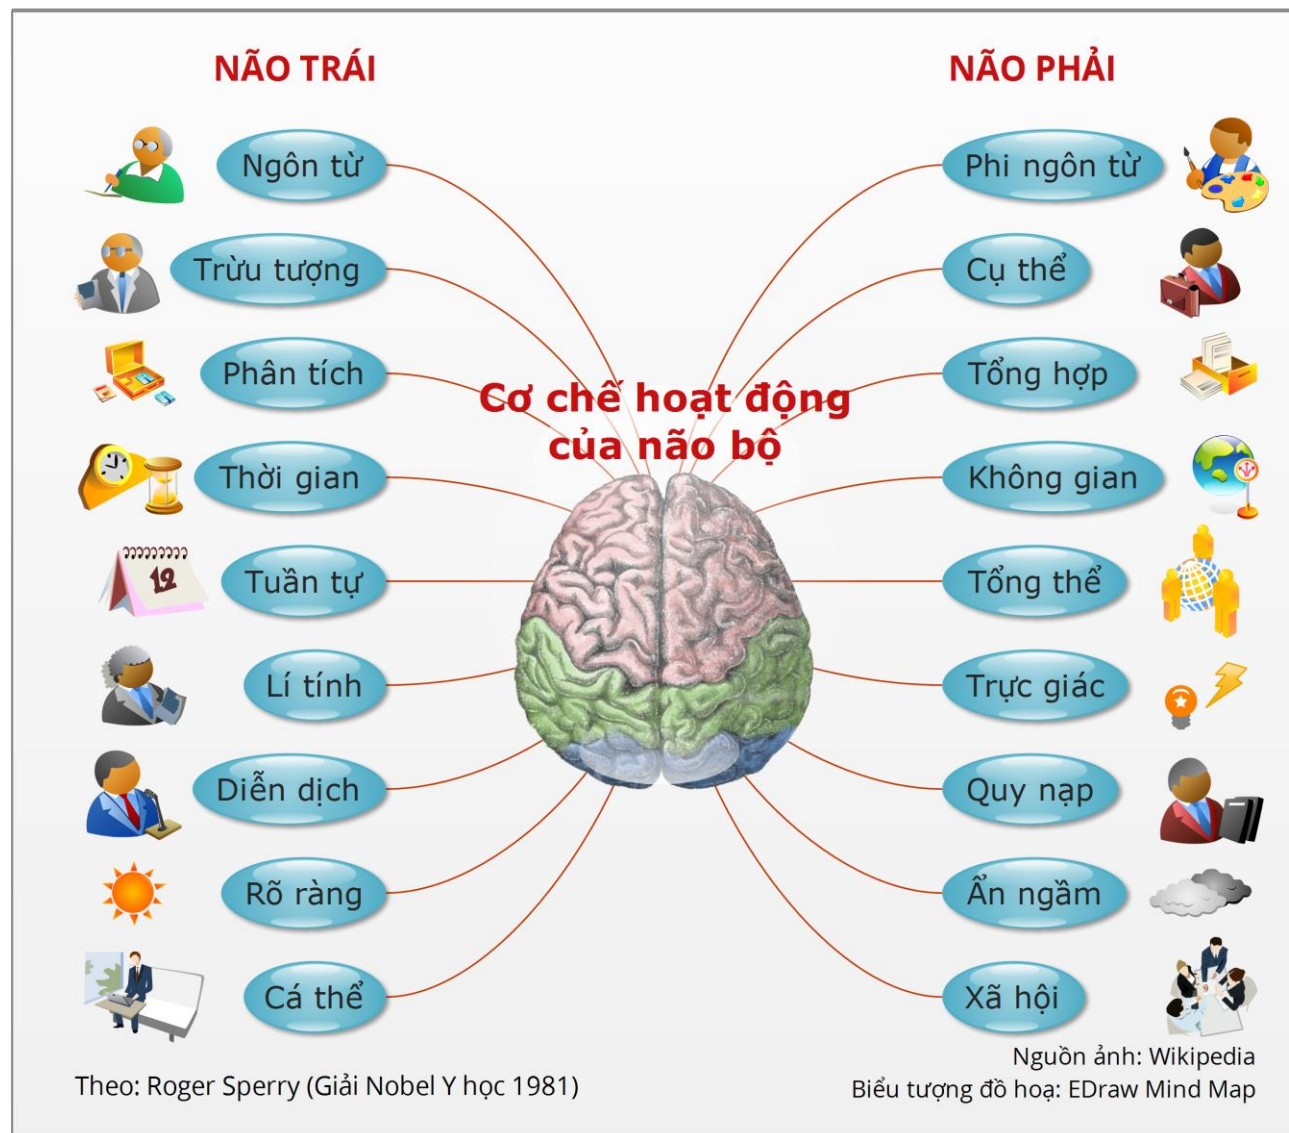 NÃO TRÁI
NÃO PHẢI
Ngôn từ
Phi ngôn từ
Trừu tượng
Cụ thể
Phân tích
Tổng hợp
Cơ chế hoạt động
của não bộ
Thời gian
Không gian
12
Tuần tự
Tổng thể
Lí tính
Trực giác
Diễn dịch
Quy nạp
Rõ ràng
Ẩn ngầm
Cá thể
Xã hội
Theo: Roger Sperry (Giải Nobel Y học 1981)
Nguồn ảnh: Wikipedia
Biểu tượng đồ hoạ: EDraw Mind Map